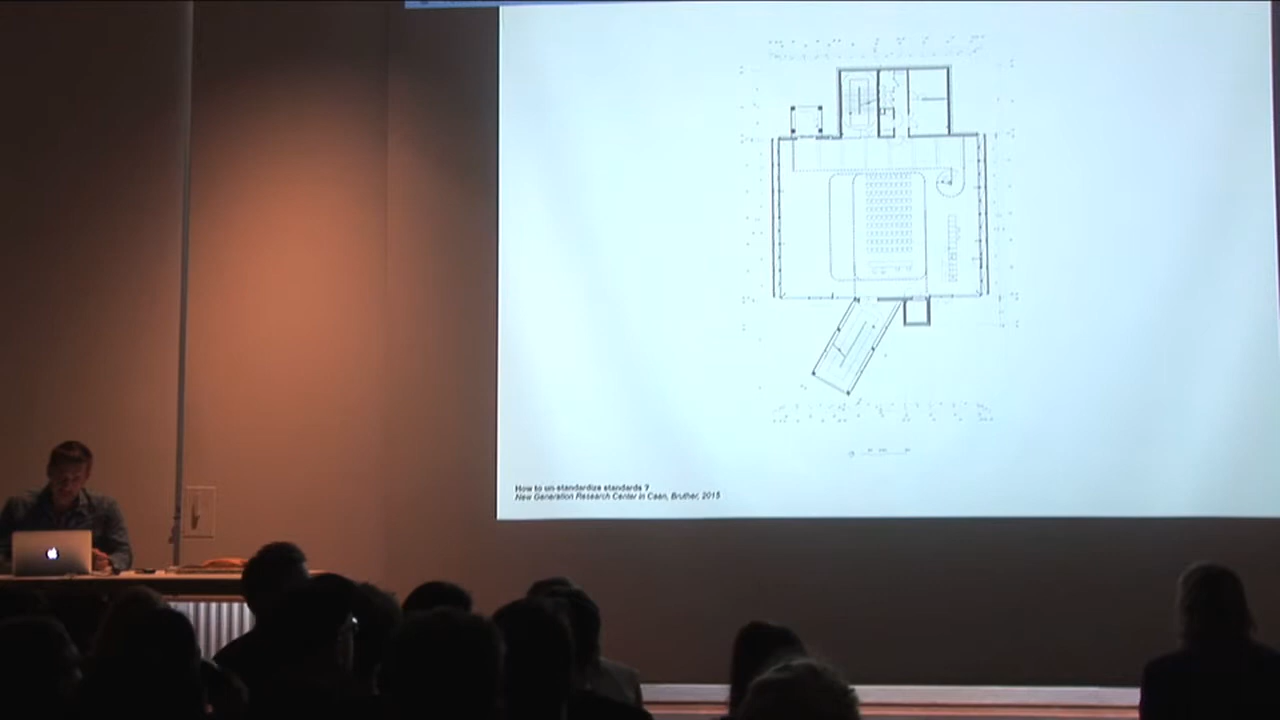 How to un-standardize standards ?
New Generation Research Center in Caen, Bruther, 2015